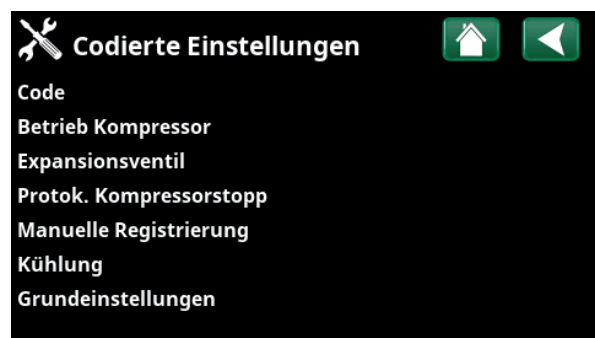 Codierte Einstellungen
Code
Betrieb Kompressor
Expansionsventil
Protok. Kompressorstopp
Manuelle Registrierung
Kühlung
Grundeinstellungen